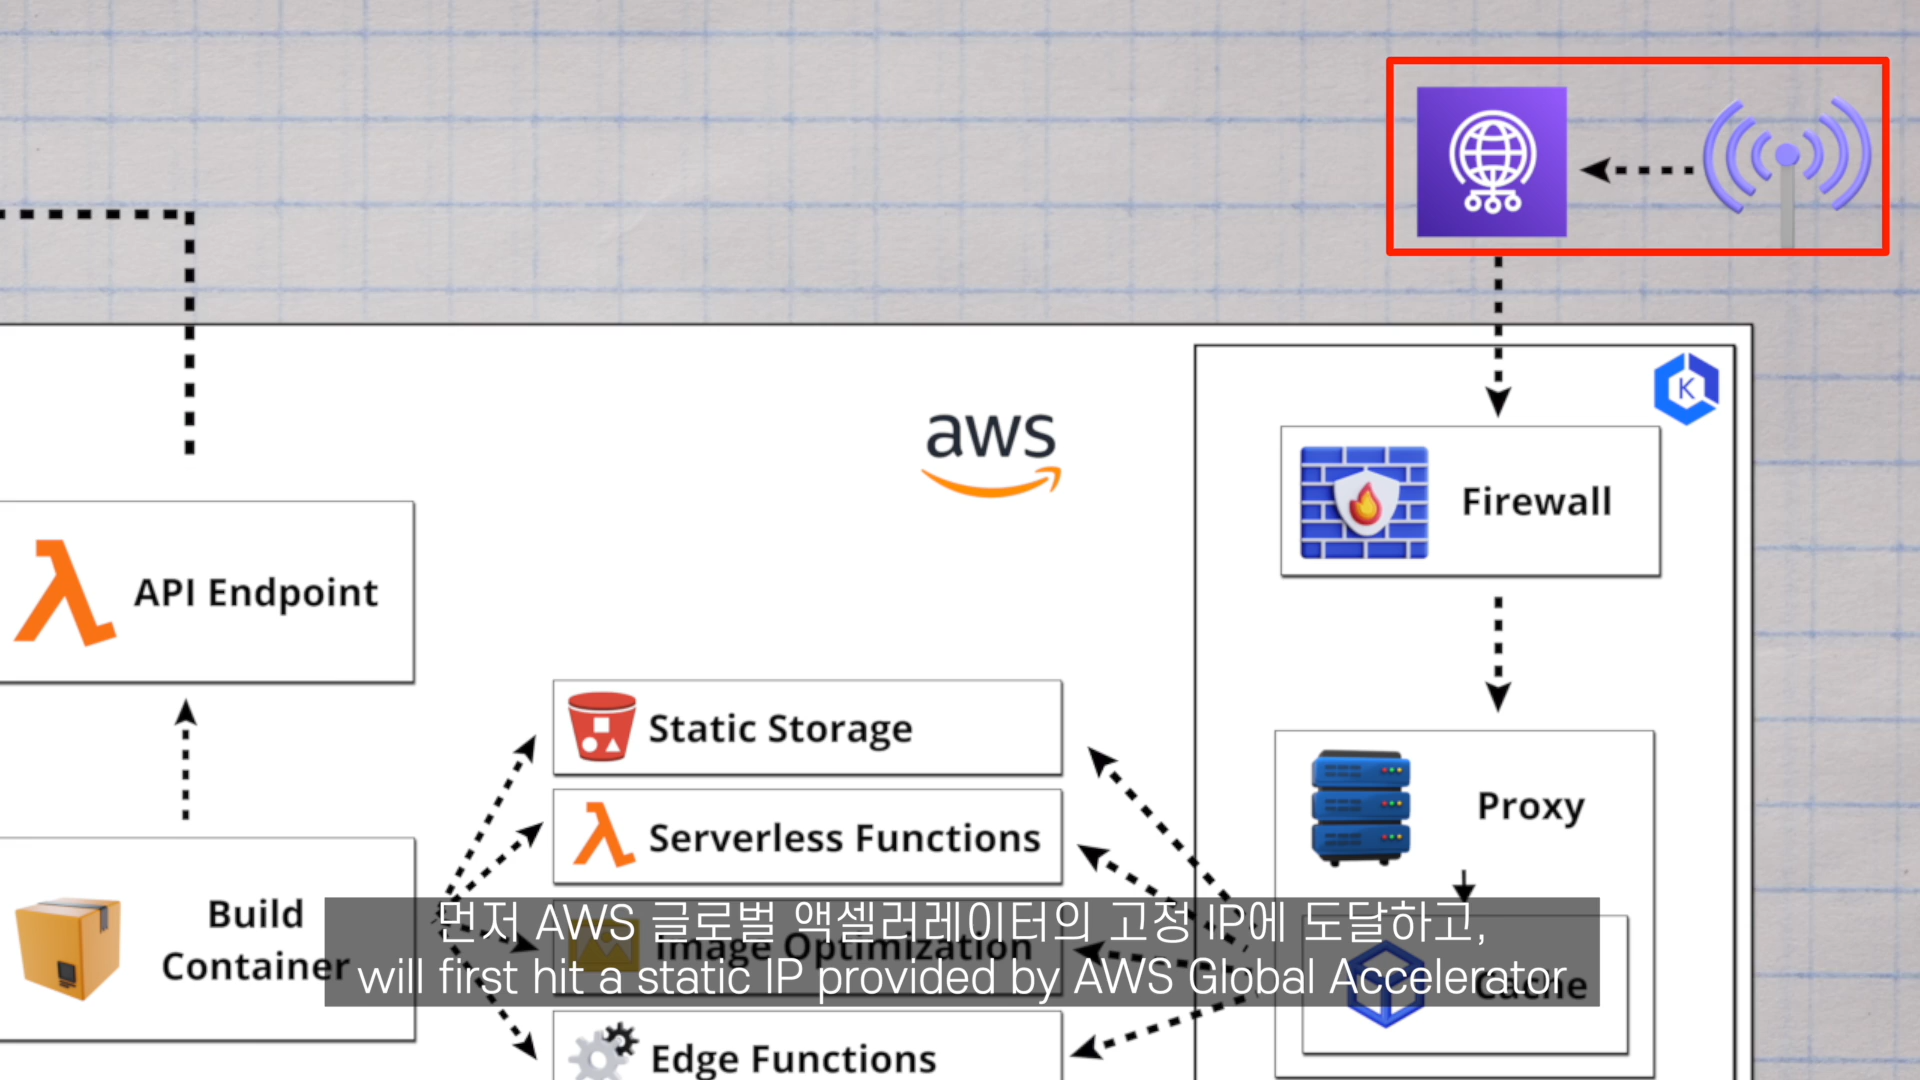 aws
K
Firewall
API Endpoint
Static Storage
Proxy
Serverless Functions
Build
Container
Image Optimization
Cache
Edge Functions
먼저 AWS 글로벌 액셀러레이터의 고정 IP에 도달하고,
will first hit a static IP provided by AWS Global Accelerator